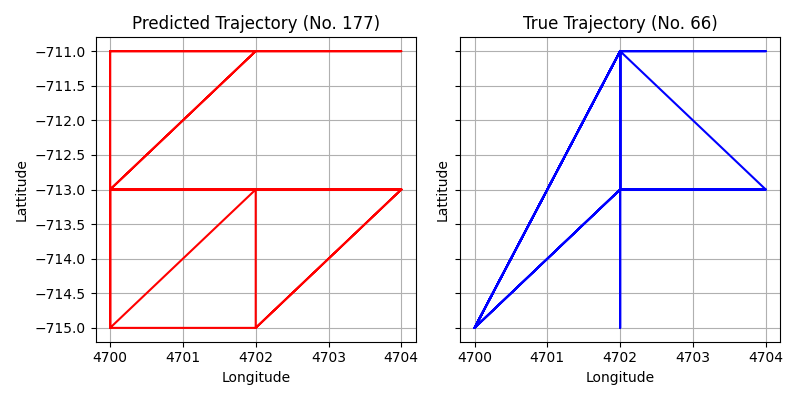 Predicted Trajectory (No. 177)
True Trajectory (No. 66)
−711.0
−711.5
−712.0
−712.5
−713.0
−713.5
−714.0
−714.5
−715.0
Lattitude
Lattitude
4700 4701 4702 4703 4704
4700 4701 4702 4703 4704
Longitude
Longitude